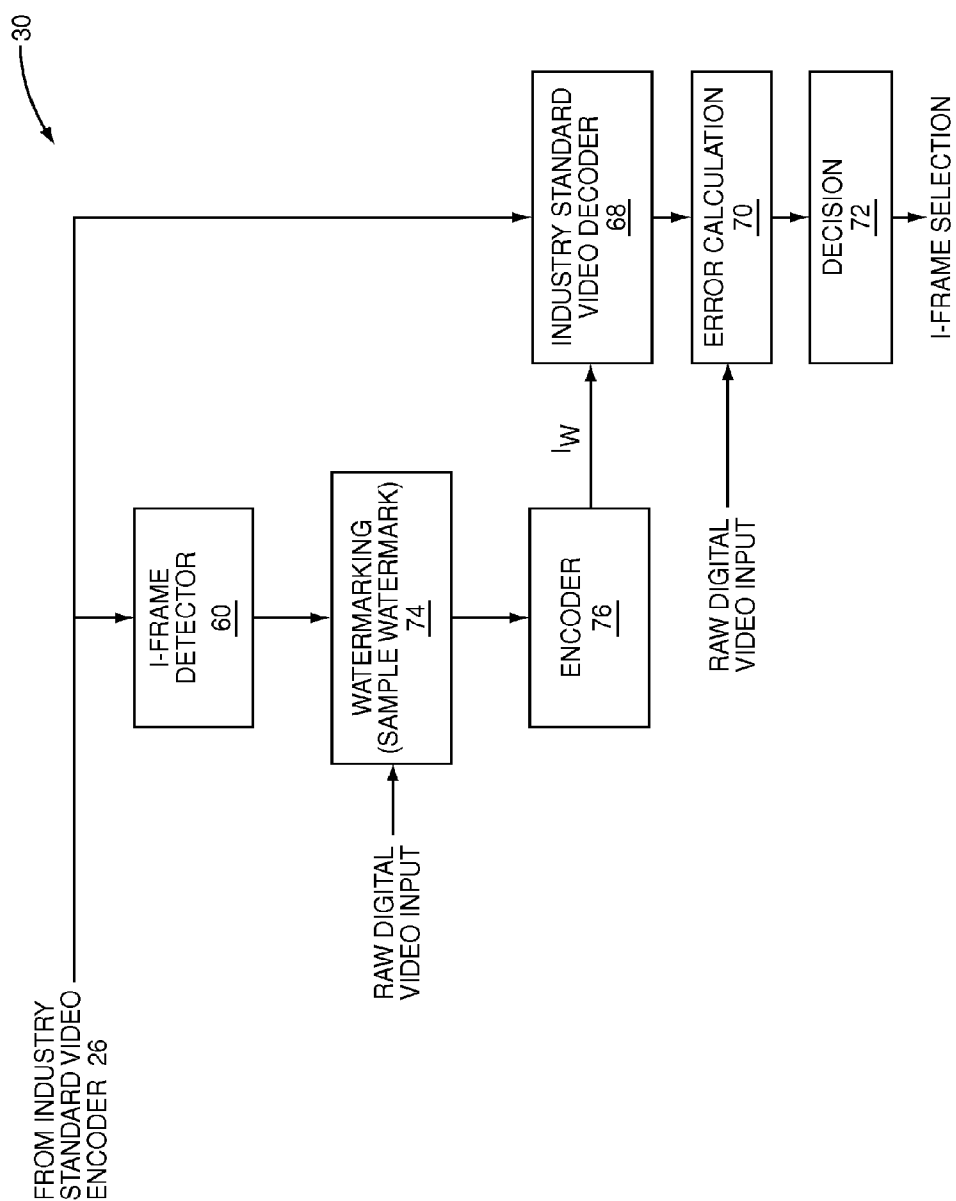 30
FROM INDUSTRY
STANDARD VIDEO
ENCODER 26
I-FRAME
DETECTOR
60
RAW DIGITAL
VIDEO INPUT
WATERMARKING
(SAMPLE WATERMARK)
74
ENCODER
76
IW
INDUSTRY STANDARD
VIDEO DECODER
68
RAW DIGITAL
VIDEO INPUT
ERROR CALCULATION
70
DECISION
72
I-FRAME SELECTION